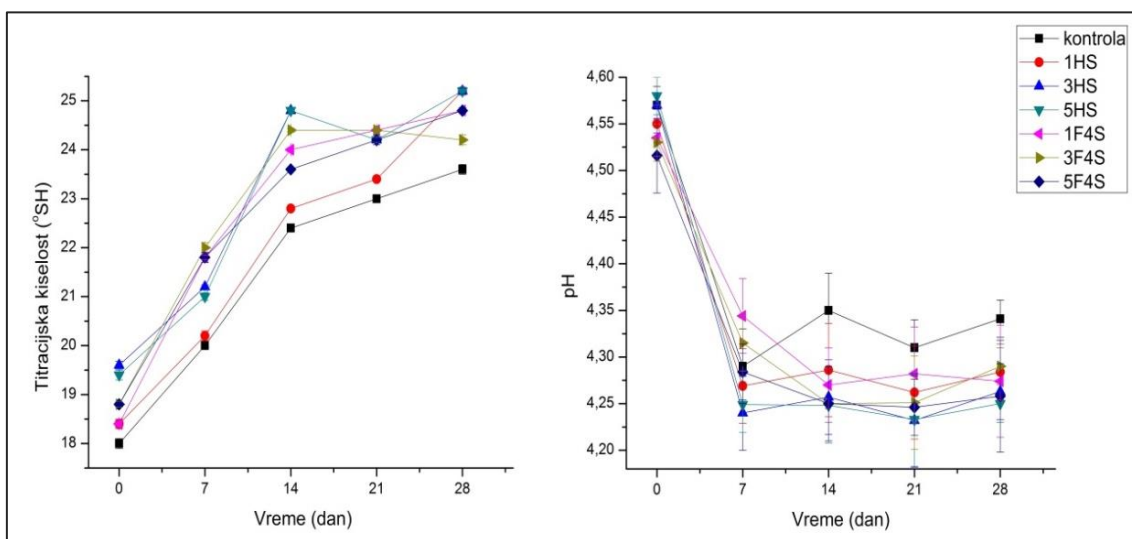 Titracijska kiselost (°SH)
25
24
23
22
21
20
19
18
0 7 14 21 28
Vreme (dan)
pH
4,60
4,55
4,50
4,45
4,40
4,35
4,30
4,25
4,20
0 7 14 21 28
Vreme (dan)
kontrola
1HS
3HS
5HS
1F4S
3F4S
5F4S